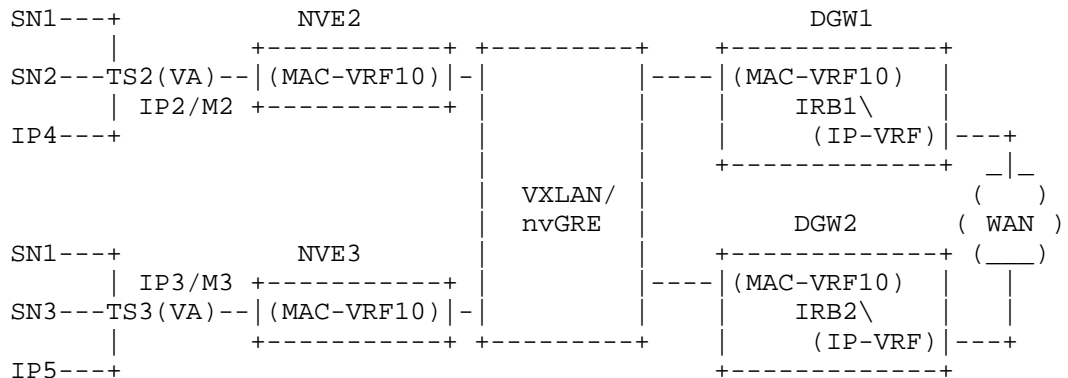 SN1---+ NVE2 DGW1
| +-----------+ +---------+ +-------------+
SN2---TS2(VA)--|(MAC-VRF10)|-| |----|(MAC-VRF10) |
| IP2/M2 +-----------+ | | | IRB1\ |
IP4---+ | | | (IP-VRF)|---+
| | +-------------+ _|_
| VXLAN/ | ( )
| nvGRE | DGW2 ( WAN )
SN1---+ NVE3 | | +-------------+ (___)
| IP3/M3 +-----------+ | |----|(MAC-VRF10) | |
SN3---TS3(VA)--|(MAC-VRF10)|-| | | IRB2\ | |
| +-----------+ +---------+ | (IP-VRF)|---+
IP5---+ +-------------+